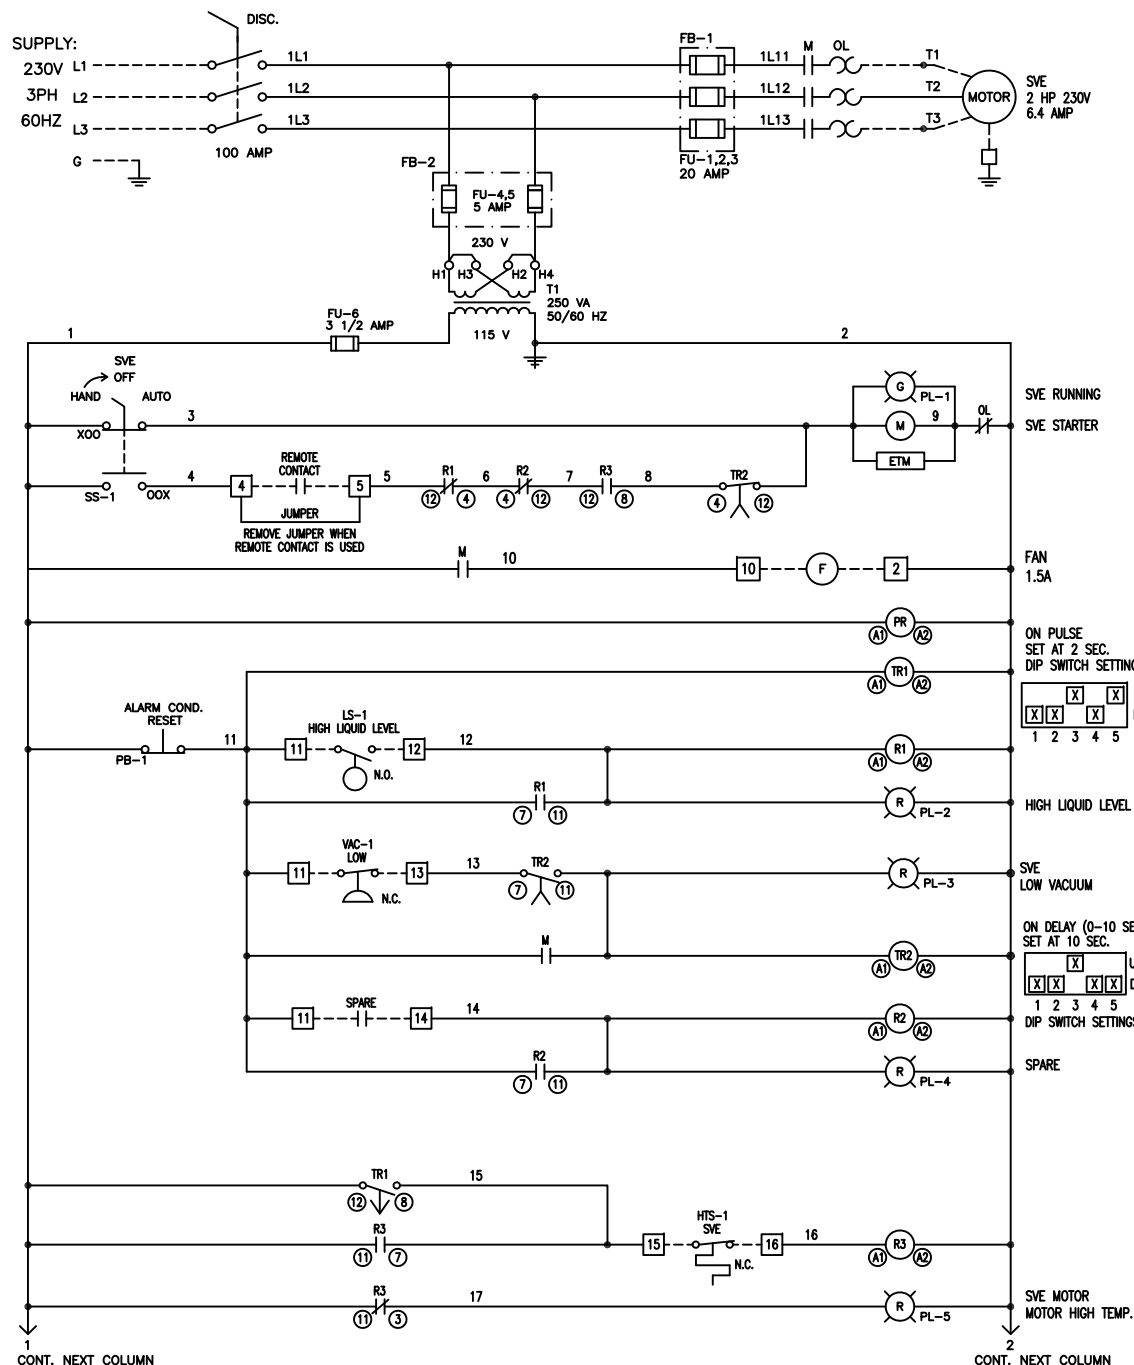 DISC.
SUPPLY:
230V L1
3PH L2
60HZ L3
G
1L1
1L2
1L3
100 AMP
FB-1
1L11
1L12
1L13
M
OL
T1
T2
T3
MOTOR
SVE
2 HP 230V
6.4 AMP
FU-1,2,3
20 AMP
FB-2
FU-4,5
5 AMP
230 V
H1 H3 H2 H4
T1
250 VA
50/60 HZ
115 V
FU-6
3 1/2 AMP
1
2
SVE
OFF
HAND AUTO
XOO
3
G
PL-1
M
9
OL
ETM
SVE RUNNING
SVE STARTER
SS-1
OOX
4
4
REMOTE
CONTACT
5
JUMPER
REMOVE JUMPER WHEN
REMOTE CONTACT IS USED
5
R1
12 4
6
R2
4 12
7
R3
12 8
8
TR2
4 12
M
10
10
F
2
FAN
1.5A
PR
A1 A2
ON PULSE
SET AT 2 SEC.
DIP SWITCH SETTING
X X
X X X
1 2 3 4 5
TR1
A1 A2
ALARM COND.
RESET
PB-1
11
LS-1
HIGH LIQUID LEVEL
11
12
N.O.
12
R1
A1 A2
R1
7 11
R
PL-2
HIGH LIQUID LEVEL
VAC-1
LOW
11
13
N.C.
13
TR2
7 11
R
PL-3
SVE
LOW VACUUM
M
TR2
A1 A2
ON DELAY (0-10 SE
SET AT 10 SEC.
X U
X X X X D
1 2 3 4 5
DIP SWITCH SETTINGS
SPARE
11
14
14
R2
A1 A2
R2
7 11
R
PL-4
SPARE
TR1
12 8
15
R3
11 7
HTS-1
SVE
15
16
N.C.
16
R3
A1 A2
R3
11 3
17
R
PL-5
SVE MOTOR
MOTOR HIGH TEMP.
1
CONT. NEXT COLUMN
2
CONT. NEXT COLUMN